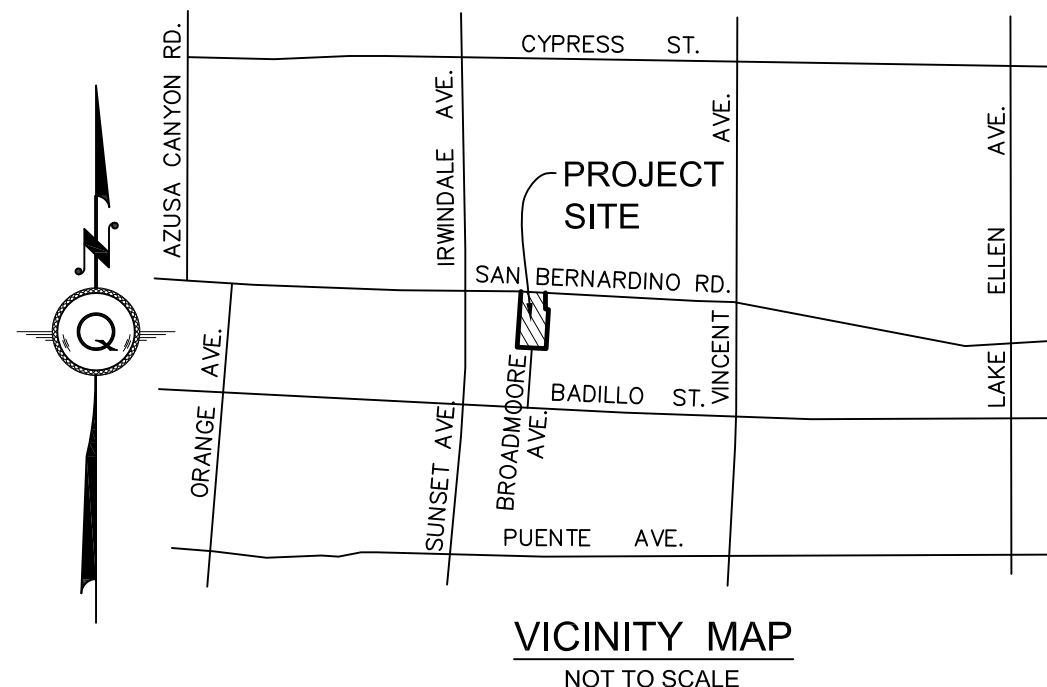 CYPRESS ST.
AZUSA CANYON RD.
IRWINDALE AVE.
VINCENT AVE.
LAKE ELLEN AVE.
PROJECT
SITE
N
SAN BERNARDINO RD.
Q
ORANGE AVE.
SUNSET AVE.
BROADMOORE
AVE.
BADILLO ST.
PUENTE AVE.
VICINITY MAP
NOT TO SCALE